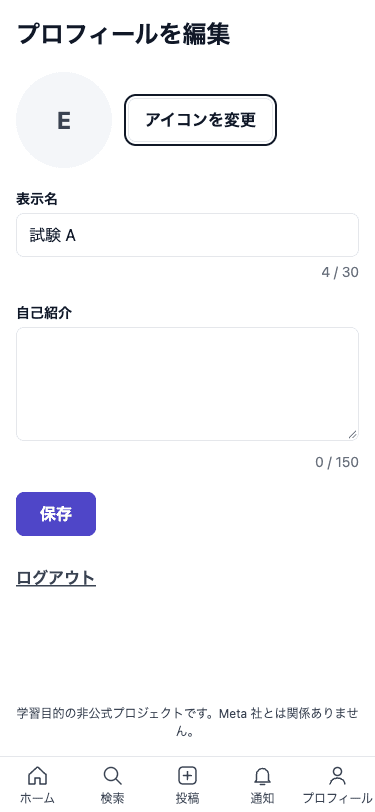 プロフィールを編集
E
アイコンを変更
表示名
試験 A
4 / 30
自己紹介
0 / 150
保存
ログアウト
学習目的の非公式プロジェクトです。Meta 社とは関係ありませ
ん。
ホーム
検索
投稿
通知
プロフィール